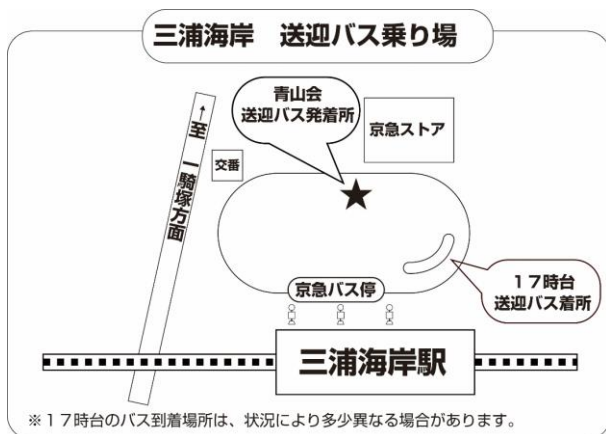 三浦海岸　送迎バス乗り場
青山会
送迎バス発着所
京急ストア
交番
←至　一騎塚方面
京急バス停
１７時台
送迎バス着所
三浦海岸駅
※１７時台のバス到着場所は、状況により多少異なる場合があります。